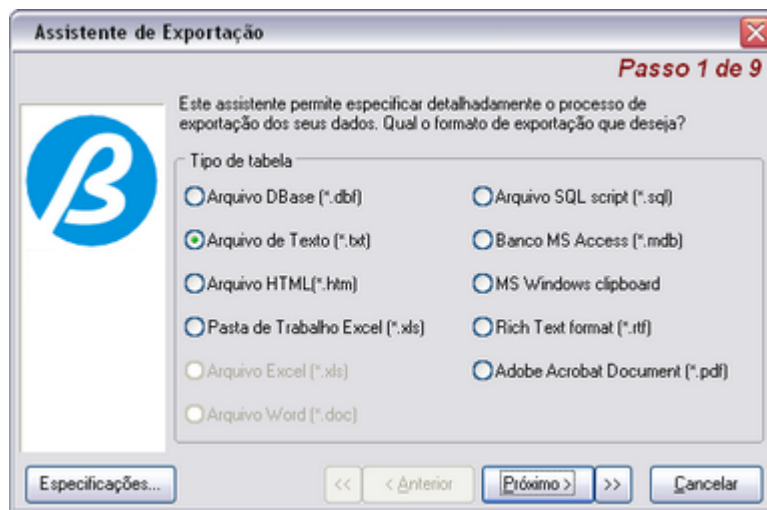 Assistente de Exportação
Passo 1 de 9
Este assistente permite especificar detalhadamente o processo de
exportação dos seus dados. Qual o formato de exportação que deseja?
Tipo de tabela
Arquivo DBase (*.dbf)
Arquivo SQL script (*.sql)
Arquivo de Texto (*.txt)
Banco MS Access (*.mdb)
Arquivo HTML(*.htm)
MS Windows clipboard
Pasta de Trabalho Excel (*.xls)
Rich Text format (*.rtf)
Arquivo Excel (*.xls)
Adobe Acrobat Document (*.pdf)
Arquivo Word (*.doc)
Especificações... << < Anterior Próximo > >> Cancelar